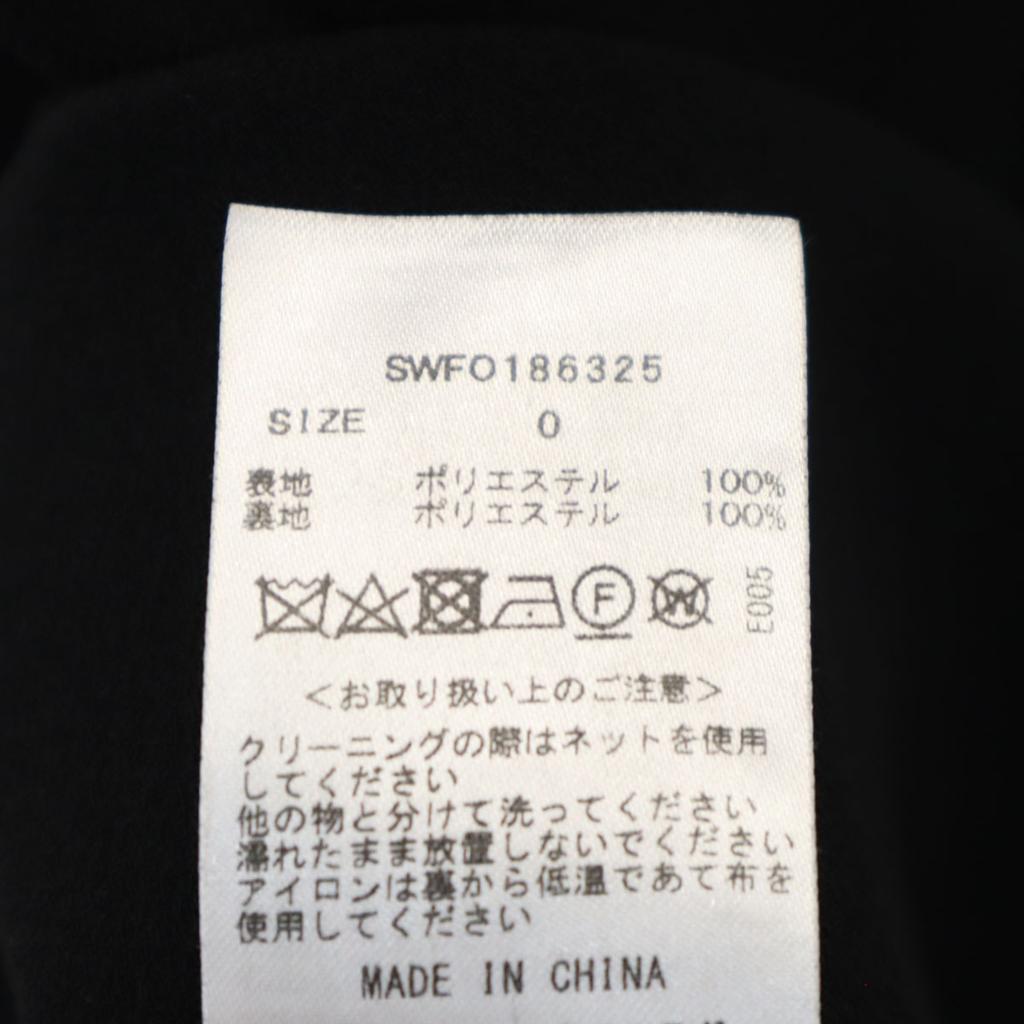 SWFO186325
SIZE 0
表地 ポリエステル 100%
裏地 ポリエステル 100%
F W E005
<お取り扱い上のご注意>
クリーニングの際はネットを使用
してください
他の物と分けて洗ってください
濡れたまま放置しないでください
アイロンは裏から低温であて布を
使用してください
MADE IN CHINA